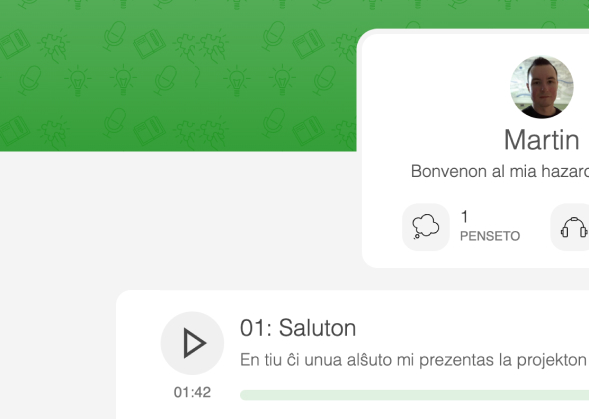 Martin
Bonvenon al mia hazard
1
PENSETO
01: Saluton
En tiu ĉi unua alŝuto mi prezentas la projekton
01:42